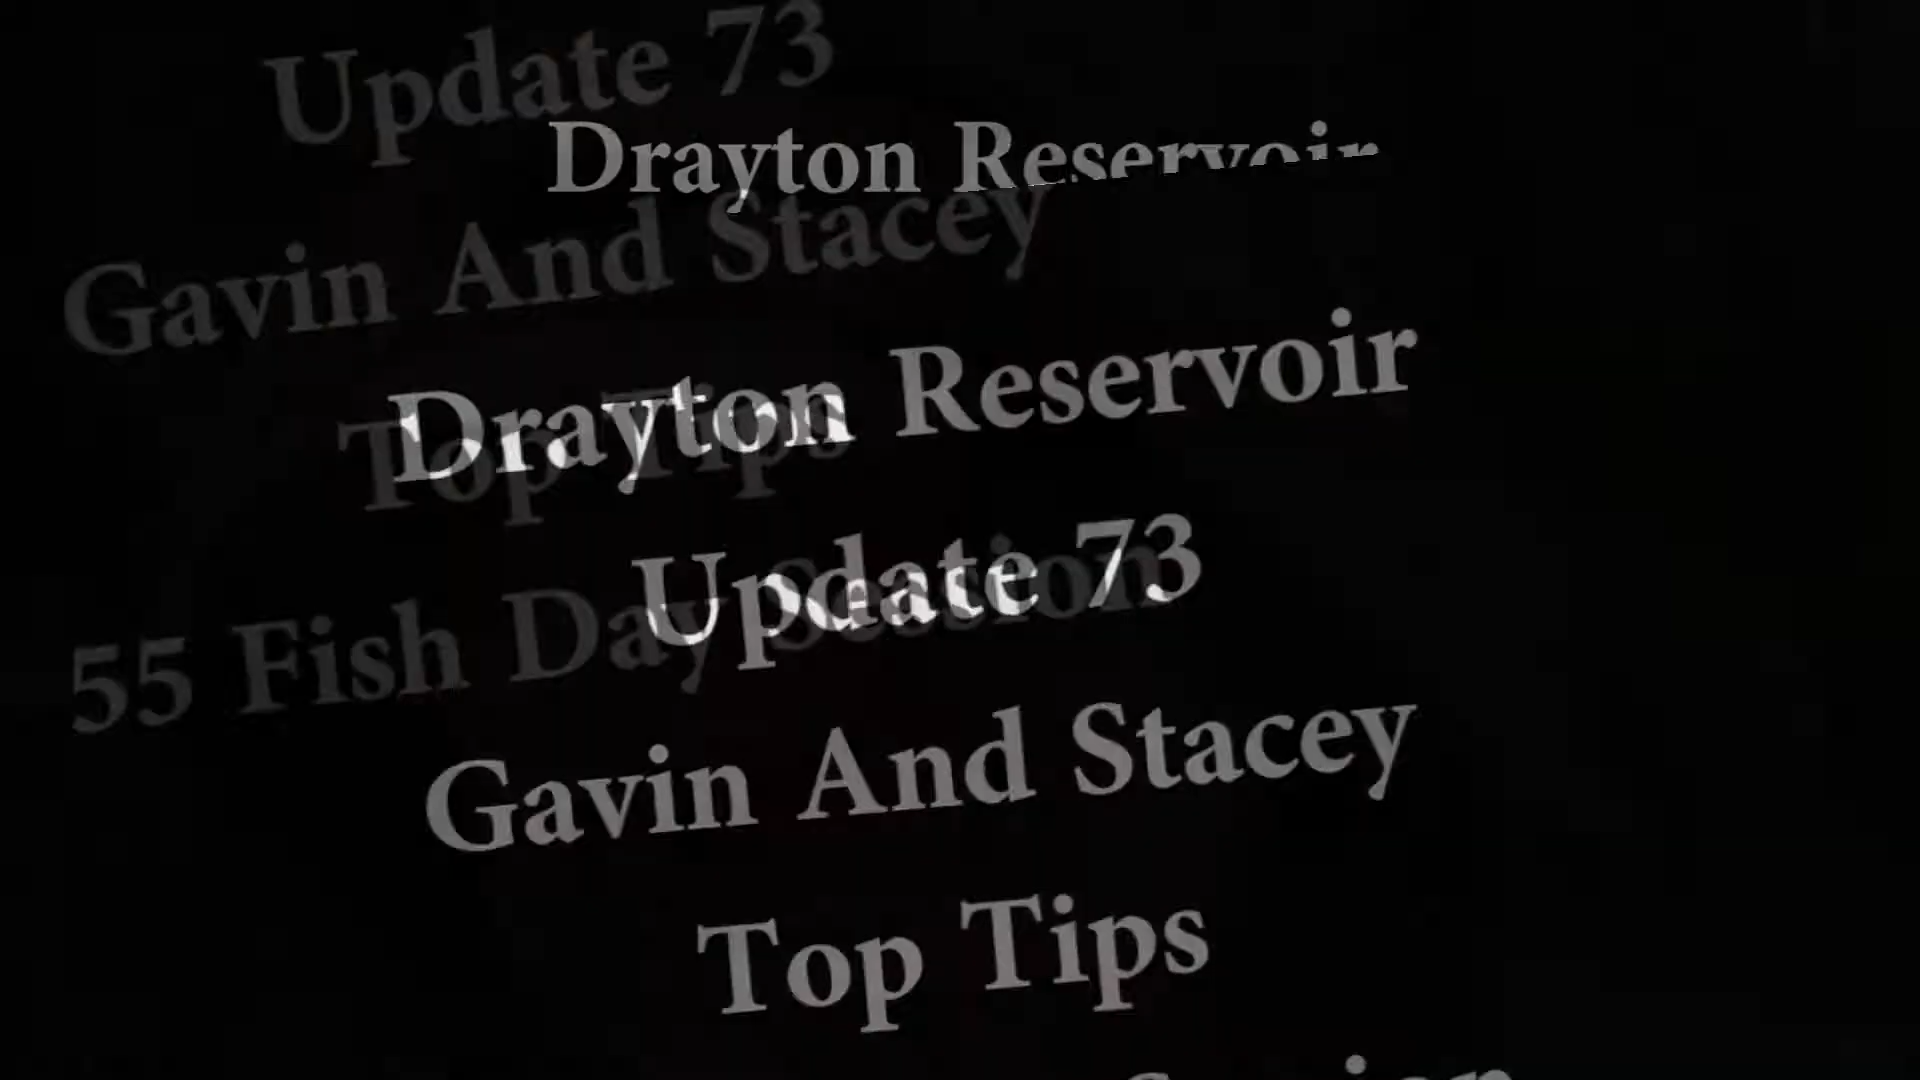 Update 73
Drayton Reservoir
Gavin And Stacey
Drayton Reservoir
Top Tips
Update 73
55 Fish Day Session
Gavin And Stacey
Top Tips